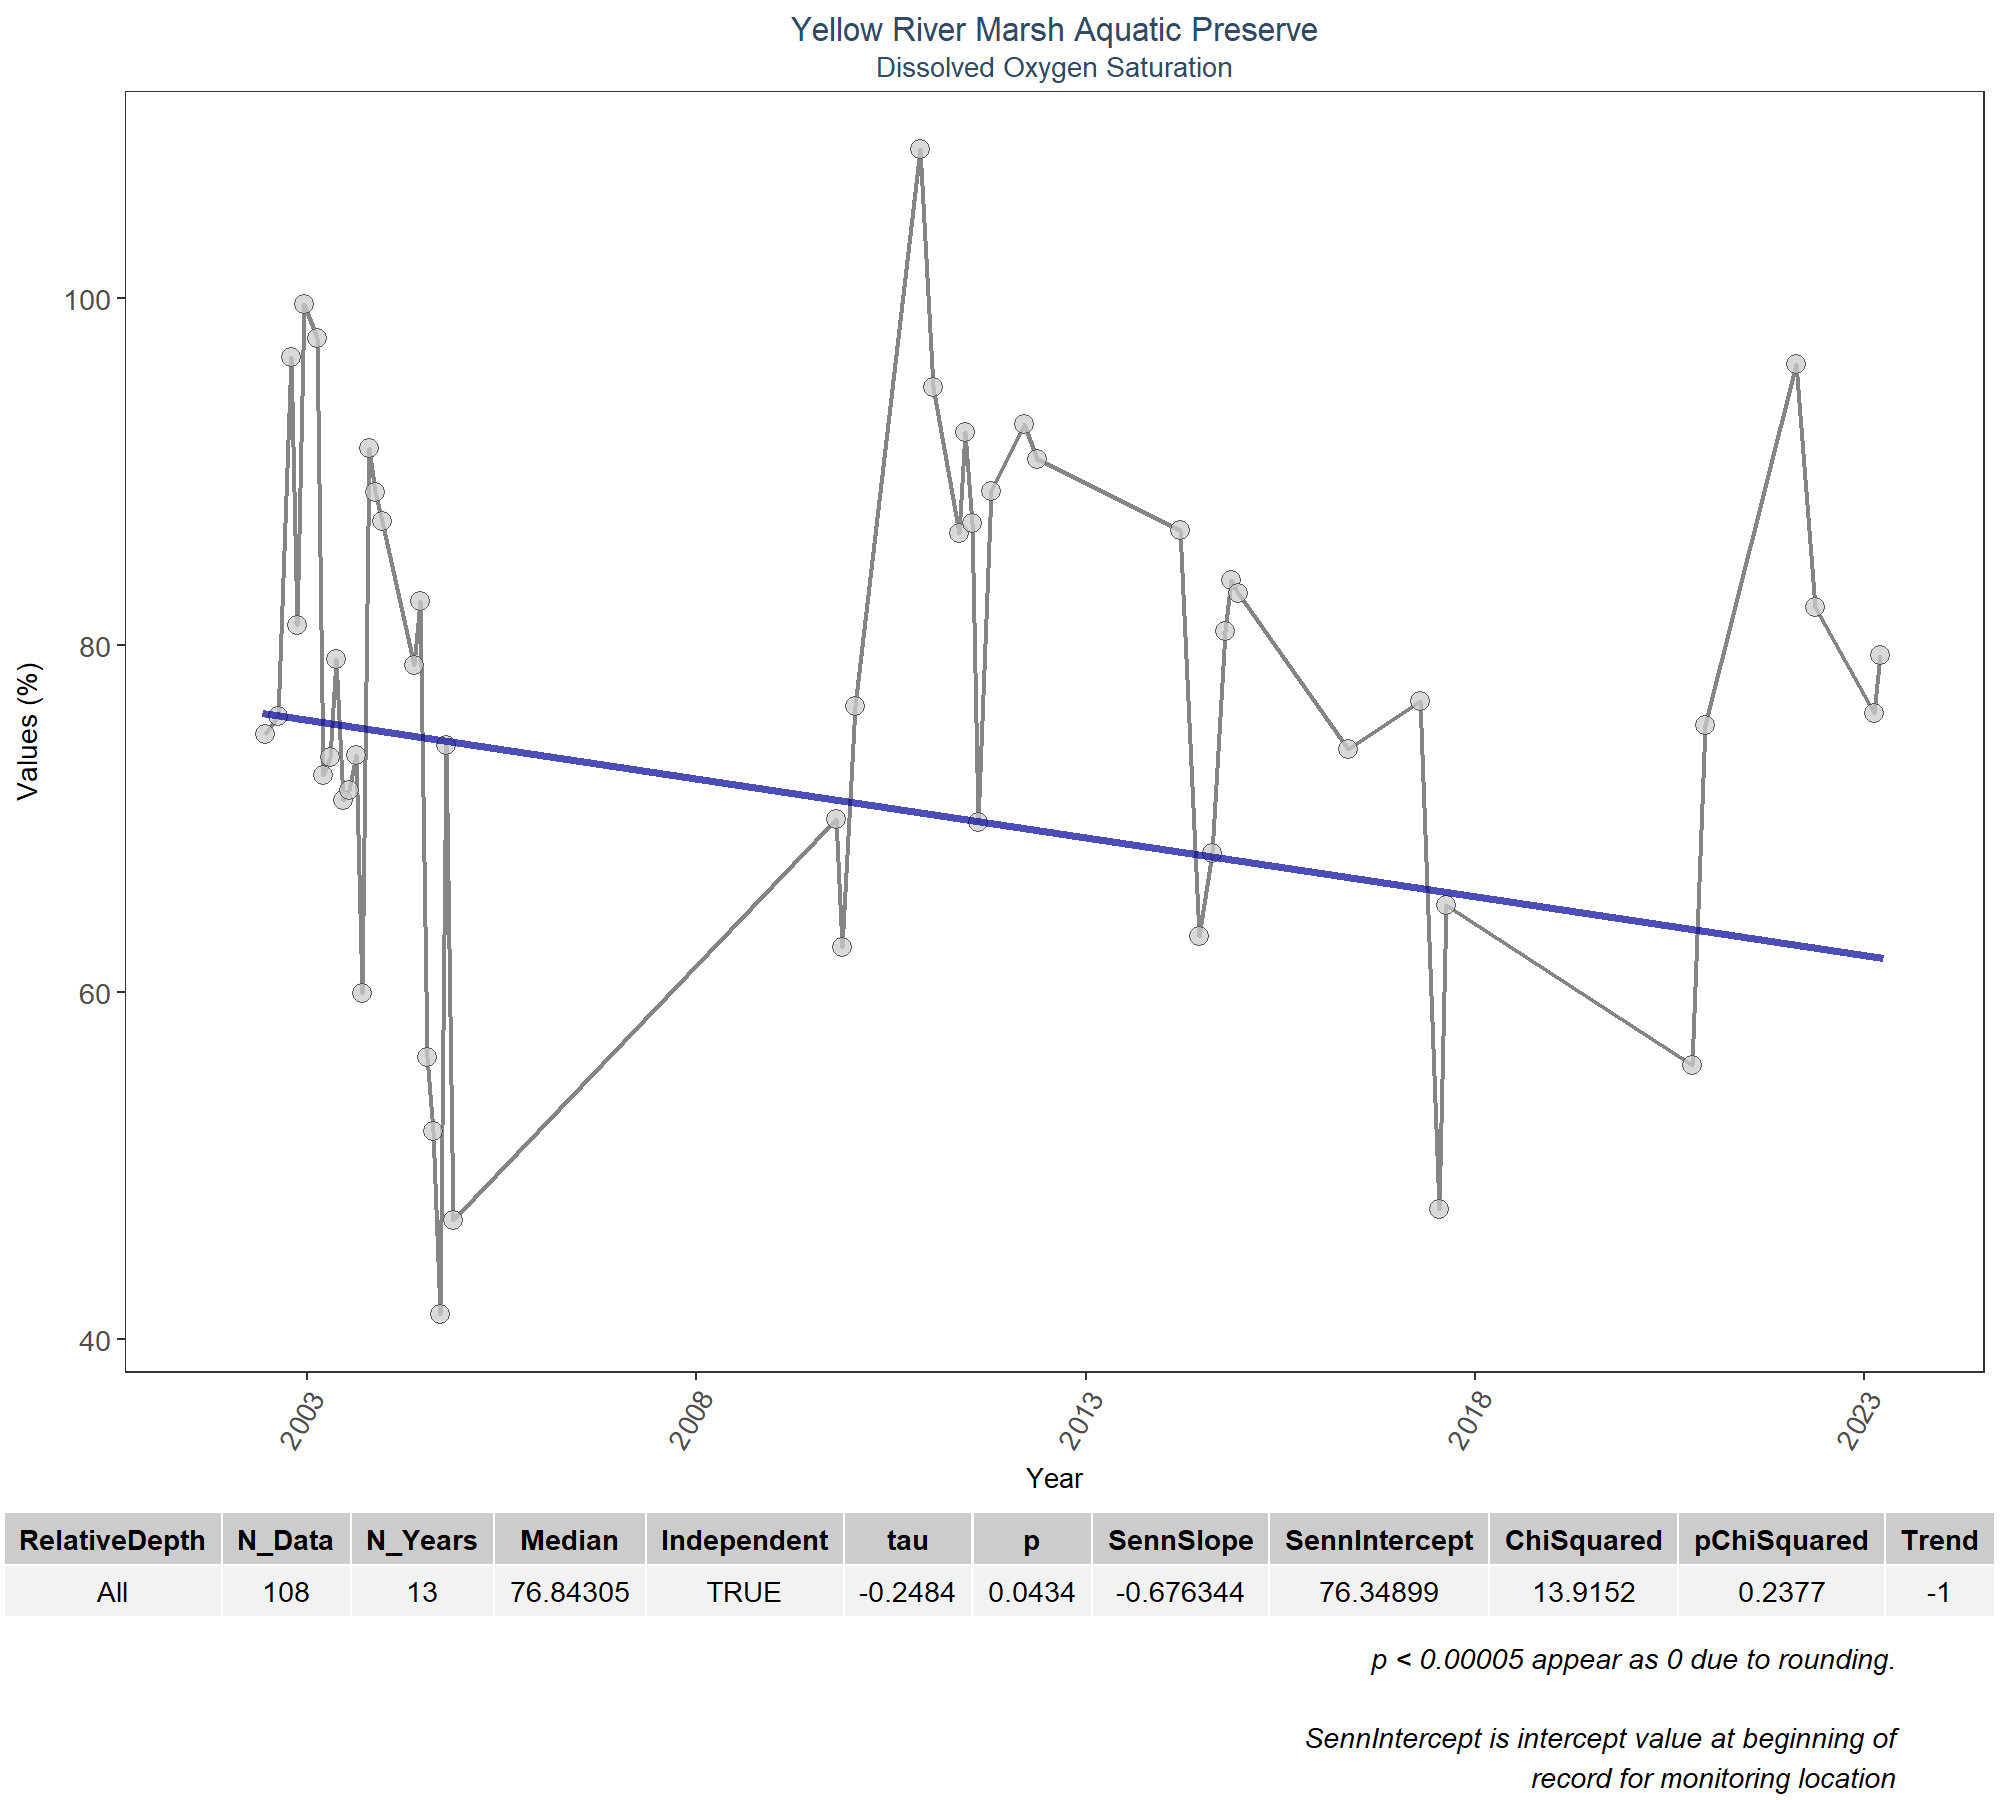 Yellow River Marsh Aquatic Preserve
Dissolved Oxygen Saturation
Values (%)
100
80
60
40
2003 2008 2013 2018 2023
Year
RelativeDepth N_Data N_Years Median Independent tau p SennSlope SennIntercept ChiSquared pChiSquared Trend
All 108 13 76.84305 TRUE -0.2484 0.0434 -0.676344 76.34899 13.9152 0.2377 -1
p < 0.00005 appear as 0 due to rounding.
SennIntercept is intercept value at beginning of
record for monitoring location